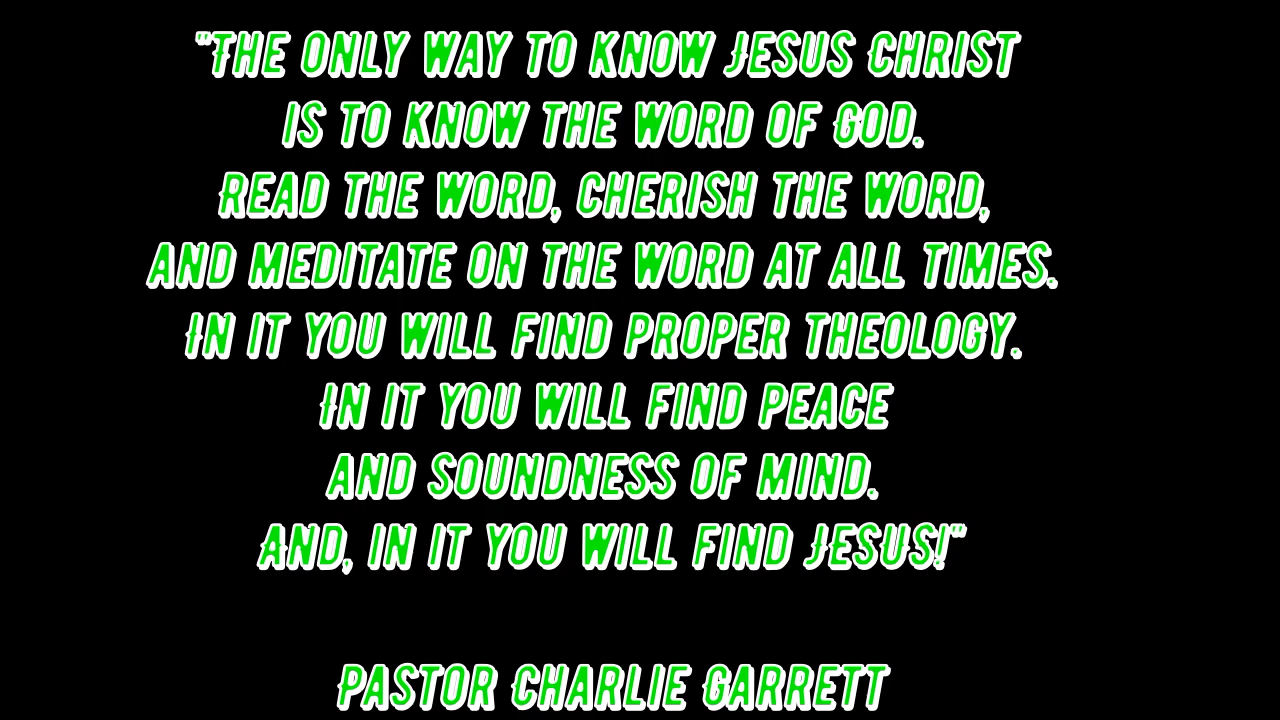 "The only way to know Jesus Christ
is to know the word of God.
Read the word, cherish the word,
and meditate on the word at all times.
In it you will find proper theology.
In it you will find peace
and soundness of mind.
And, in it you will find Jesus!"
Pastor Charlie Garrett